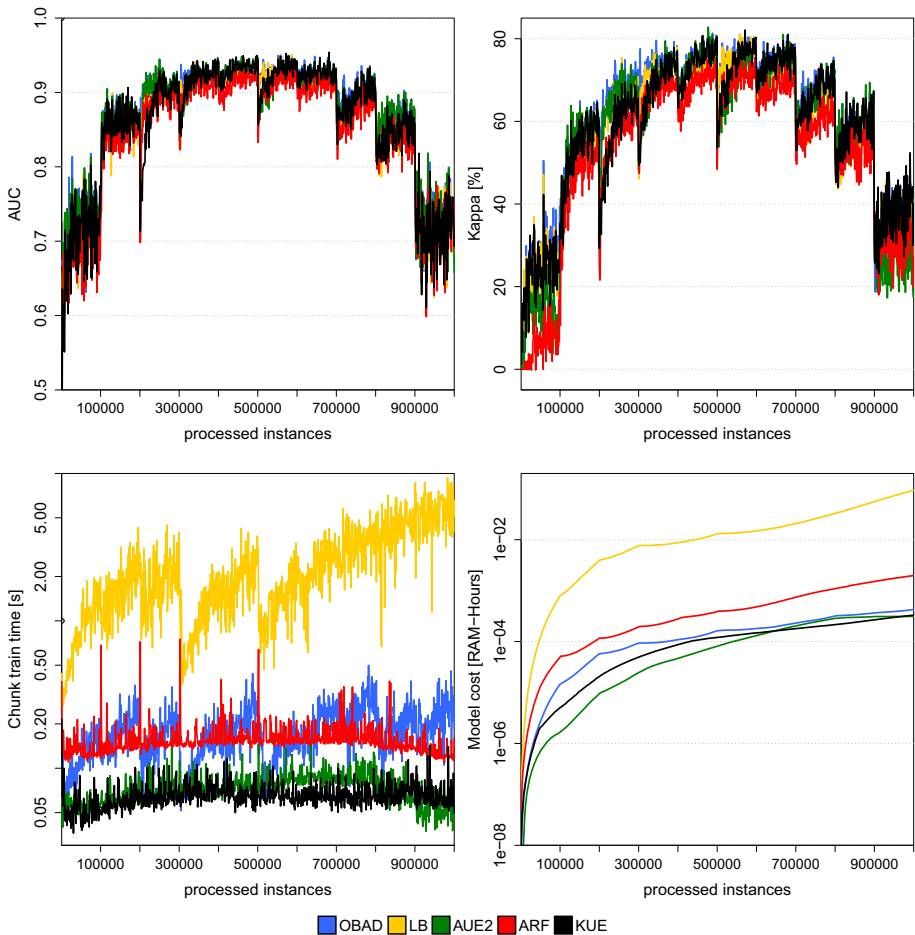 AUC
1.0
0.9
0.8
0.7
0.6
0.5
100000 300000 500000 700000 900000
processed instances
Kappa [%]
80
60
40
20
0
100000 300000 500000 700000 900000
processed instances
Chunk train time [s]
5.00
2.00
0.50
0.20
0.05
100000 300000 500000 700000 900000
processed instances
Model cost [RAM−Hours]
1e−02
1e−04
1e−06
1e−08
100000 300000 500000 700000 900000
processed instances
OBAD LB AUE2 ARF KUE